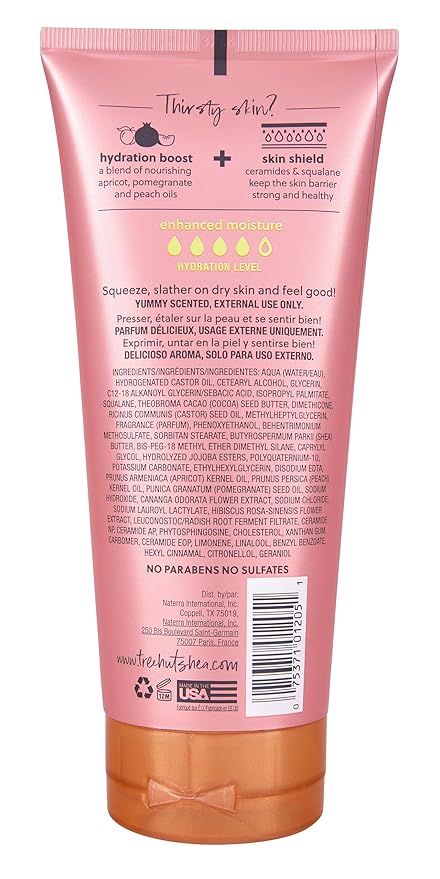 Thirsty skin?
hydration boost
a blend of nourishing
apricot, pomegranate
and peach oils
+
skin shield
ceramides & squalane
keep the skin barrier
strong and healthy
enhanced moisture
HYDRATION LEVEL
Squeeze, slather on dry skin and feel good!
YUMMY SCENTED, EXTERNAL USE ONLY.
Presser, étaler sur la peau et se sentir bien!
PARFUM DÉLICIEUX, USAGE EXTERNE UNIQUEMENT.
Exprimir, untar en la piel y sentirse bien!
DELICIOSO AROMA, SOLO PARA USO EXTERNO.
INGREDIENTS/INGRÉDIENTS/INGREDIENTES: AQUA (WATER/EAU),
HYDROGENATED CASTOR OIL, CETEARYL ALCOHOL, GLYCERIN,
C12-18 ALKANOYL GLYCERIN/SEBACIC ACID, ISOPROPYL PALMITATE,
SQUALANE, THEOBROMA CACAO (COCOA) SEED BUTTER, DIMETHICONE,
RICINUS COMMUNIS (CASTOR) SEED OIL, METHYLHEPTYLGLYCERIN,
FRAGRANCE (PARFUM), PHENOXYETHANOL, BEHENTRIMONIUM
METHOSULFATE, SORBITAN STEARATE, BUTYROSPERMUM PARKII (SHEA)
BUTTER, BIS-PEG-18 METHYL ETHER DIMETHYL SILANE, CAPRYLYL
GLYCOL, HYDROLYZED JOJOBA ESTERS, POLYQUATERNIUM-10,
POTASSIUM CARBONATE, ETHYLHEXYLGLYCERIN, DISODIUM EDTA,
PRUNUS ARMENIACA (APRICOT) KERNEL OIL, PRUNUS PERSICA (PEACH)
KERNEL OIL, PUNICA GRANATUM (POMEGRANATE) SEED OIL, SODIUM
HYDROXIDE, CANANGA ODORATA FLOWER EXTRACT, SODIUM CHLORIDE,
SODIUM LAUROYL LACTYLATE, HIBISCUS ROSA-SINENSIS FLOWER
EXTRACT, LEUCONOSTOC/RADISH ROOT FERMENT FILTRATE, CERAMIDE
NP, CERAMIDE AP, PHYTOSPHINGOSINE, CHOLESTEROL, XANTHAN GUM,
CARBOMER, CERAMIDE EOP, LIMONENE, LINALOOL, BENZYL BENZOATE,
HEXYL CINNAMAL, CITRONELLOL, GERANIOL
NO PARABENS NO SULFATES
Dist. by/par:
Naterra International, Inc.
Coppell, TX 75019,
Naterra International, Inc.
250 Bis Boulevard Saint-Germain
75007 Paris, France
www.treehutshea.com
12M
MADE IN THE
USA
Fabriqué aux É.U./Fabricado en EE.UU
0 75371 01205 1